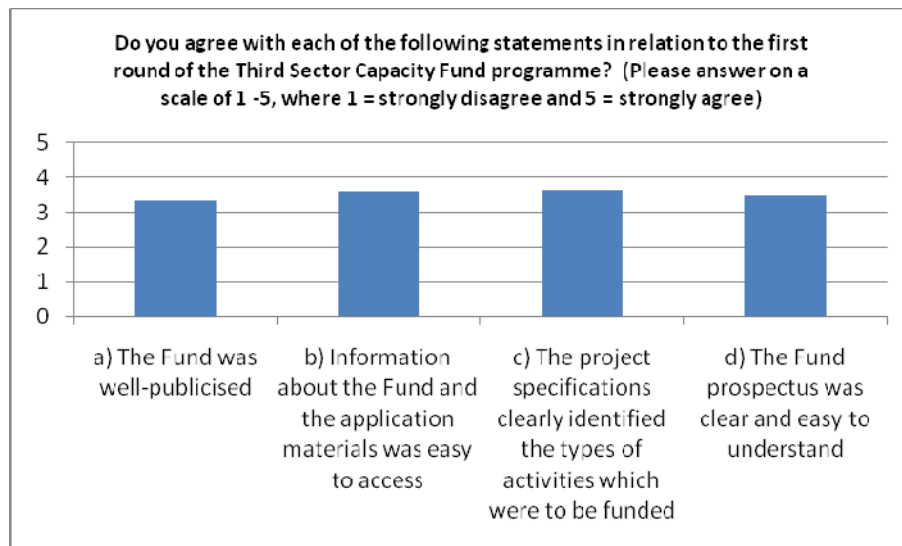 Do you agree with each of the following statements in relation to the first
round of the Third Sector Capacity Fund programme? (Please answer on a
scale of 1 -5, where 1 = strongly disagree and 5 = strongly agree)
5
4
3
2
1
0
a) The Fund was
well-publicised
b) Information
about the Fund and
the application
materials was easy
to access
c) The project
specifications
clearly identified
the types of
activities which
were to be funded
d) The Fund
prospectus was
clear and easy to
understand